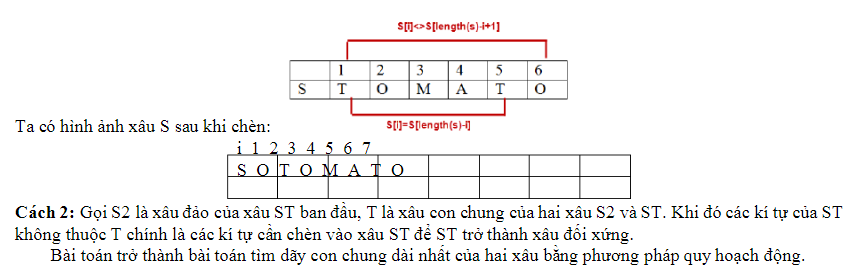 S[i]<>S[length(s)-i+1]
1 2 3 4 5 6
S T O M A T O
Ta có hình ảnh xâu S sau khi chèn:
S[i]=S[length(s)-i]
i 1 2 3 4 5 6 7
S O T O M A T O
Cách 2: Gọi S2 là xâu đảo của xâu ST ban đầu, T là xâu con chung của hai xâu S2 và ST. Khi đó các kí tự của ST
không thuộc T chính là các kí tự cần chèn vào xâu ST để ST trở thành xâu đối xứng.
Bài toán trở thành bài toán tìm dãy con chung dài nhất của hai xâu bằng phương pháp quy hoạch động.